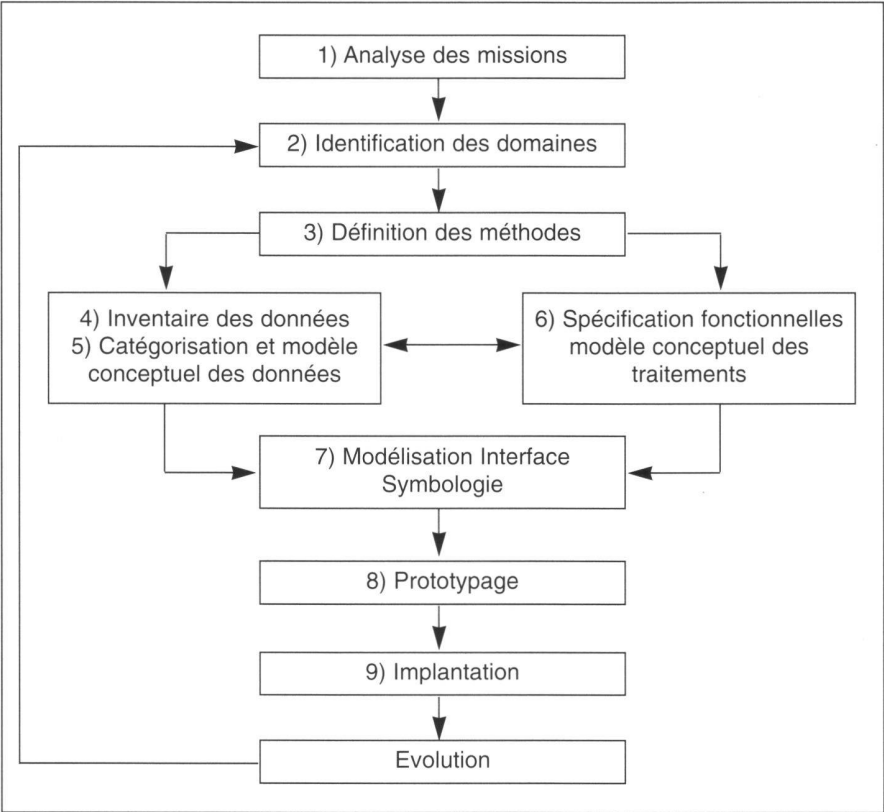 1) Analyse des missions
2) Identification des domaines
3) Définition des méthodes
4) Inventaire des données
5) Catégorisation et modèle
conceptuel des données
6) Spécification fonctionnelles
modèle conceptuel des
traitements
7) Modélisation Interface
Symbologie
8) Prototypage
9) Implantation
Evolution